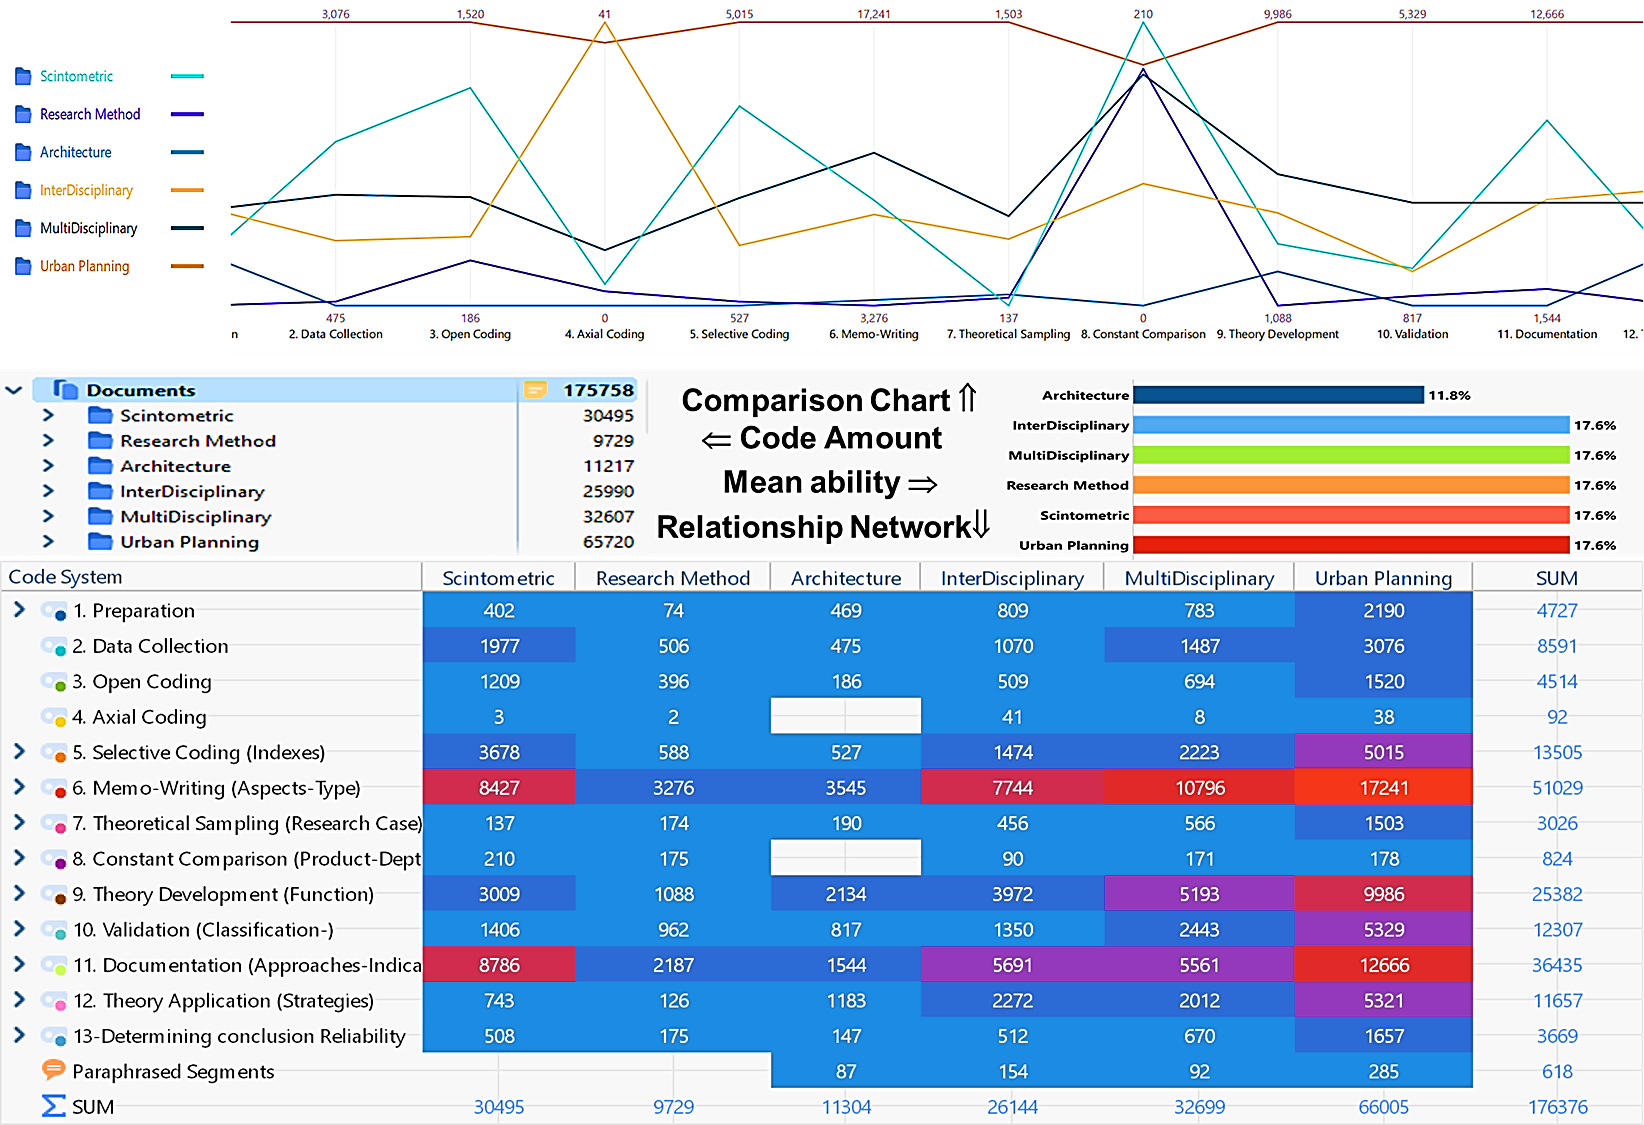 3,076 1,520 41 5,015 17,241 1,503 210 9,986 5,329 12,666
Scintometric
Research Method
Architecture
InterDisciplinary
MultiDisciplinary
Urban Planning
475 186 0 527 3,276 137 0 1,088 817 1,544
n 2. Data Collection 3. Open Coding 4. Axial Coding 5. Selective Coding 6. Memo-Writing 7. Theoretical Sampling 8. Constant Comparison 9. Theory Development 10. Validation 11. Documentation 12.
Documents 175758
Scintometric 30495
Research Method 9729
Architecture 11217
InterDisciplinary 25990
MultiDisciplinary 32607
Urban Planning 65720
Comparison Chart ⇑
⇐ Code Amount
Mean ability ⇒
Relationship Network⇓
Architecture 11.8%
InterDisciplinary 17.6%
MultiDisciplinary 17.6%
Research Method 17.6%
Scintometric 17.6%
Urban Planning 17.6%
Code System Scintometric Research Method Architecture InterDisciplinary MultiDisciplinary Urban Planning SUM
1. Preparation 402 74 469 809 783 2190 4727
2. Data Collection 1977 506 475 1070 1487 3076 8591
3. Open Coding 1209 396 186 509 694 1520 4514
4. Axial Coding 3 2 41 8 38 92
5. Selective Coding (Indexes) 3678 588 527 1474 2223 5015 13505
6. Memo-Writing (Aspects-Type) 8427 3276 3545 7744 10796 17241 51029
7. Theoretical Sampling (Research Case) 137 174 190 456 566 1503 3026
8. Constant Comparison (Product-Dept 210 175 90 171 178 824
9. Theory Development (Function) 3009 1088 2134 3972 5193 9986 25382
10. Validation (Classification-) 1406 962 817 1350 2443 5329 12307
11. Documentation (Approaches-Indica 8786 2187 1544 5691 5561 12666 36435
12. Theory Application (Strategies) 743 126 1183 2272 2012 5321 11657
13-Determining conclusion Reliability 508 175 147 512 670 1657 3669
Paraphrased Segments 87 154 92 285 618
SUM 30495 9729 11304 26144 32699 66005 176376